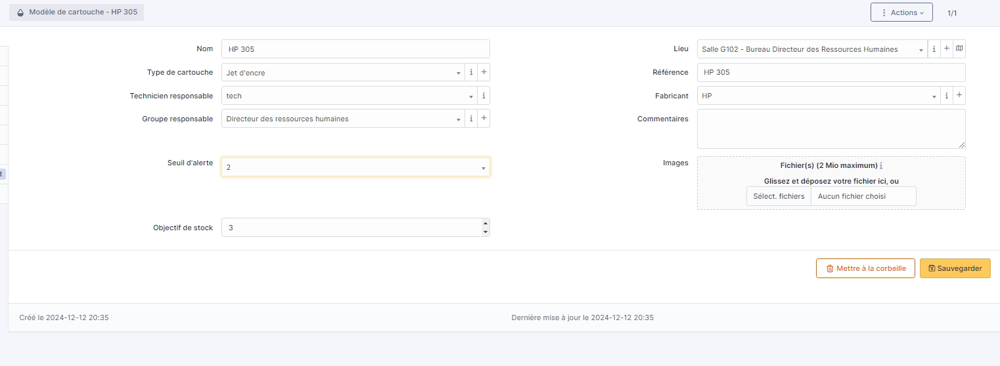 Modèle de cartouche - HP 305
Actions
1/1
Nom
HP 305
Lieu
Salle G102 - Bureau Directeur des Ressources Humaines
Type de cartouche
Jet d'encre
Référence
HP 305
Technicien responsable
tech
Fabricant
HP
Groupe responsable
Directeur des ressources humaines
Commentaires
Seuil d'alerte
2
Images
Fichier(s) (2 Mio maximum)
Glissez et déposez votre fichier ici, ou
Sélect. fichiers
Aucun fichier choisi
1
Objectif de stock
3
Mettre à la corbeille
Sauvegarder
Créé le 2024-12-12 20:35
Dernière mise à jour le 2024-12-12 20:35